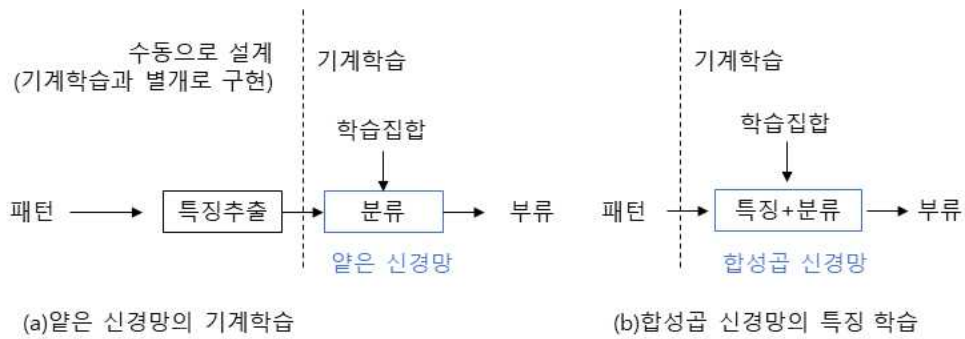 수동으로 설계
(기계학습과 별개로 구현)
기계학습
학습집합
패턴
특징추출
분류
부류
얕은 신경망
(a)얕은 신경망의 기계학습
기계학습
학습집합
패턴
특징+분류
부류
합성곱 신경망
(b)합성곱 신경망의 특징 학습